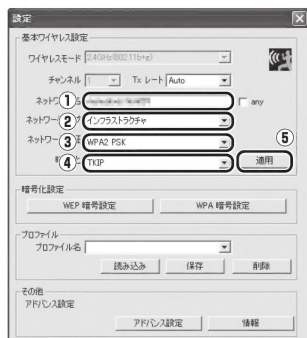 設定
基本ワイヤレス設定
ワイヤレスモード 2.4GHz(802.11b+g)
チャンネル 1 Tx レート Auto
ネットワ ① any
ネットワー ② インフラストラクチャ
ネットワー ③ WPA2 PSK ⑤
④ TKIP 適用
暗号化設定
WEP 暗号設定 WPA 暗号設定
プロファイル
プロファイル名
読み込み 保存 削除
その他
アドバンス設定
アドバンス設定 情報